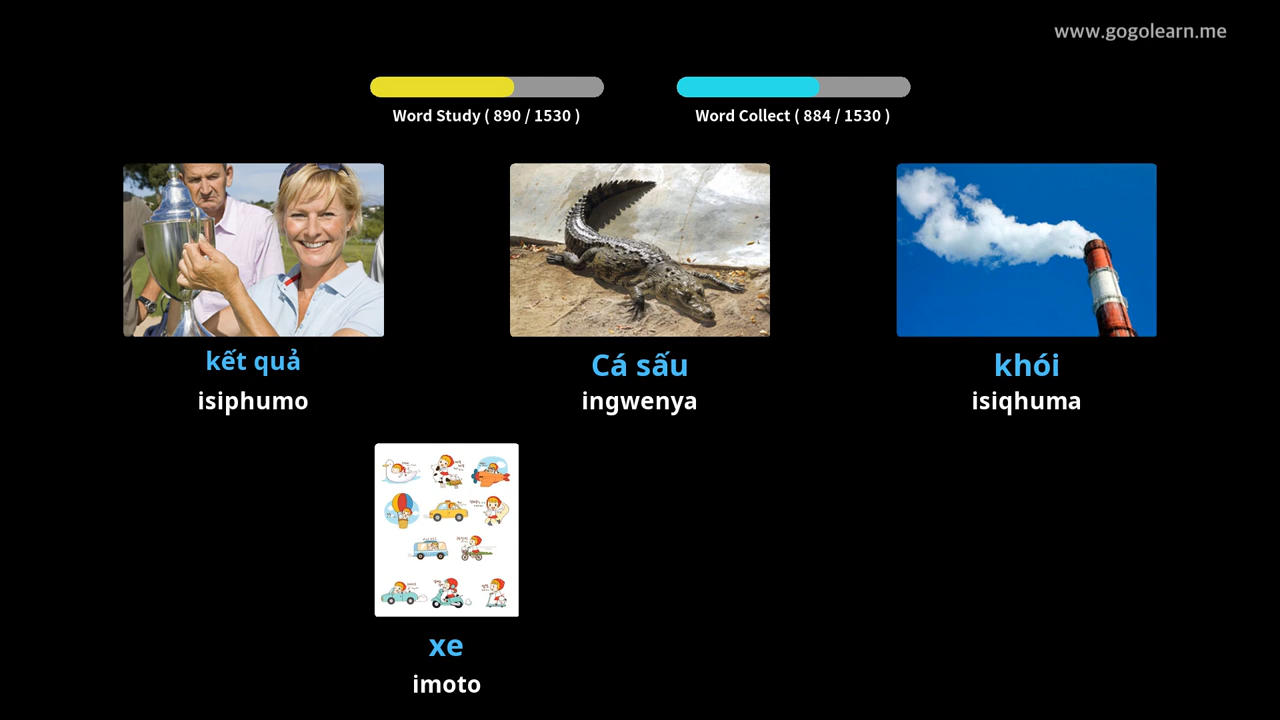 www.gogolearn.me
Word Study ( 890 / 1530 )
Word Collect ( 884 / 1530 )
kết quả
isiphumo
Cá sấu
ingwenya
khói
isiqhuma
xe
imoto